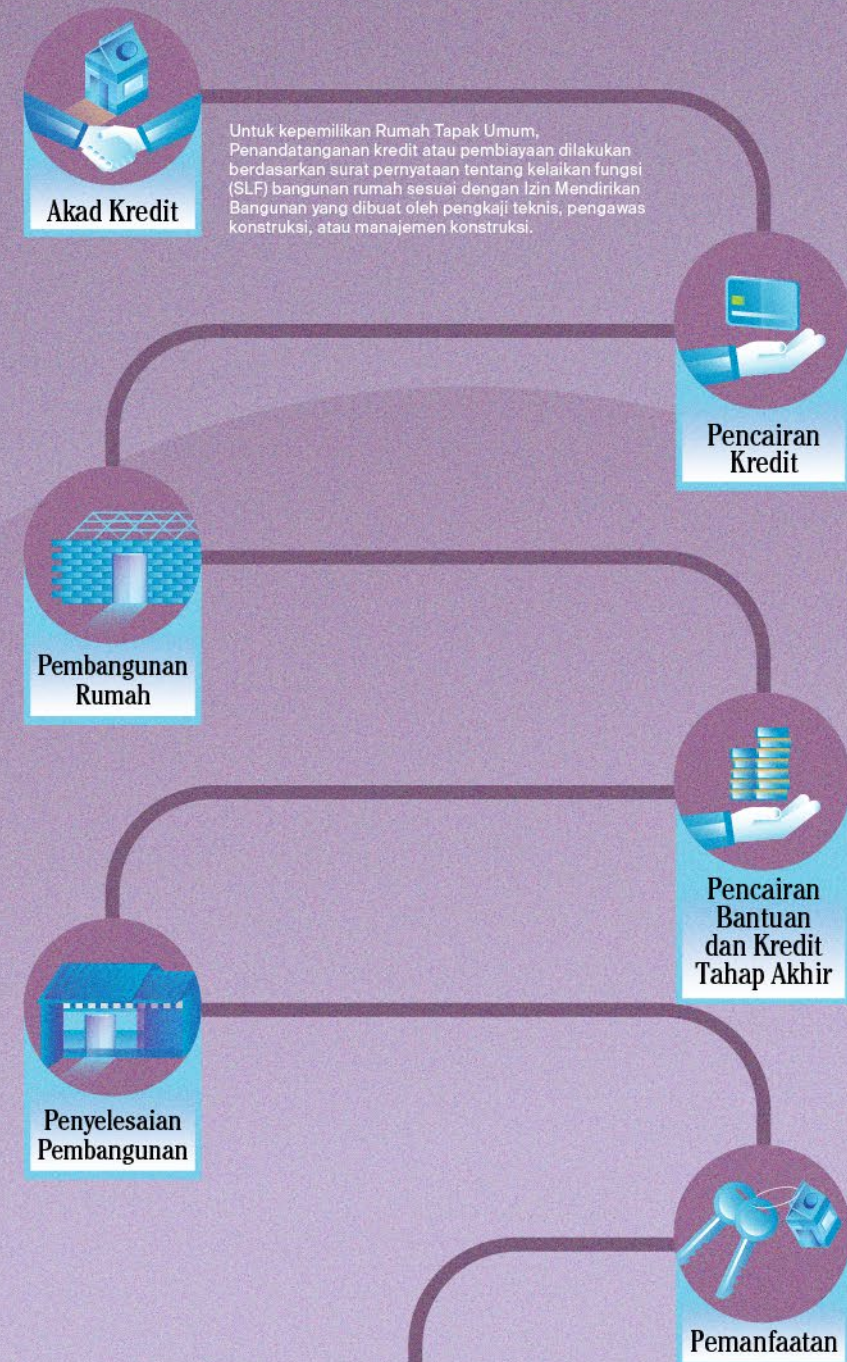 Akad Kredit
Untuk kepemilikan Rumah Tapak Umum,
Penandatanganan kredit atau pembiayaan dilakukan
berdasarkan surat pernyataan tentang kelaikan fungsi
(SLF) bangunan rumah sesuai dengan Izin Mendirikan
Bangunan yang dibuat oleh pengkaji teknis, pengawas
konstruksi, atau manajemen konstruksi.
Pencairan
Kredit
Pembangunan
Rumah
Pencairan
Bantuan
dan Kredit
Tahap Akhir
Penyelesaian
Pembangunan
Pemanfaatan